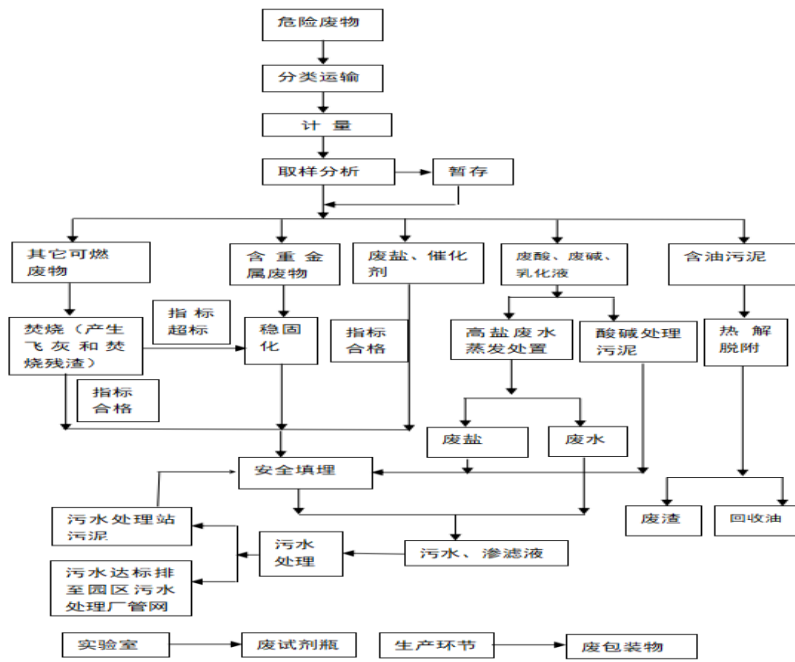 危险废物
分类运输
计 量
取样分析
暂存
其它可燃
废物
含 重 金
属废物
废盐、催化
剂
废酸、废碱、
乳化液
含油污泥
焚烧（产生
飞灰和焚
烧残渣）
指 标
超标
稳固
化
指标
合格
高盐废水
蒸发处置
酸碱处理
污泥
热 解
脱附
指标
合格
废盐
废水
安全填埋
废渣
回收油
污水处理站
污泥
污水
处理
污水、渗滤液
污水达标排
至园区污水
处理厂管网
实验室
废试剂瓶
生产环节
废包装物